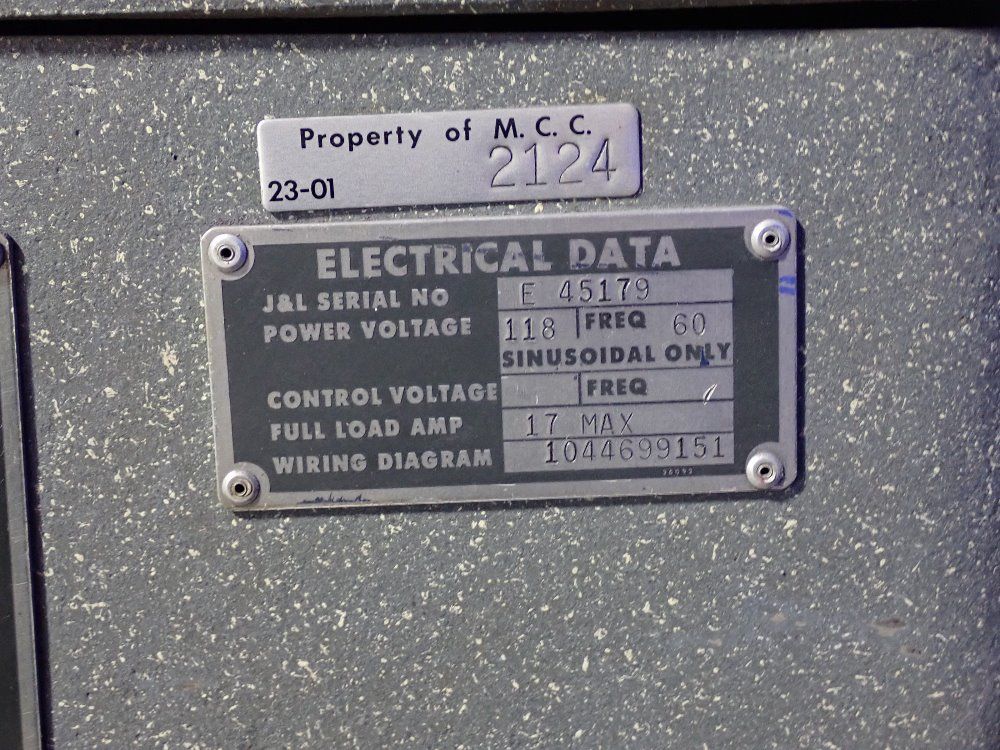 Property of M. C. C.
2124
23-01
ELECTRICAL DATA
J&L SERIAL NO E 45179
POWER VOLTAGE 118 FREQ 60
SINUSOIDAL ONLY
CONTROL VOLTAGE FREQ
FULL LOAD AMP 17 MAX
WIRING DIAGRAM 1044699151